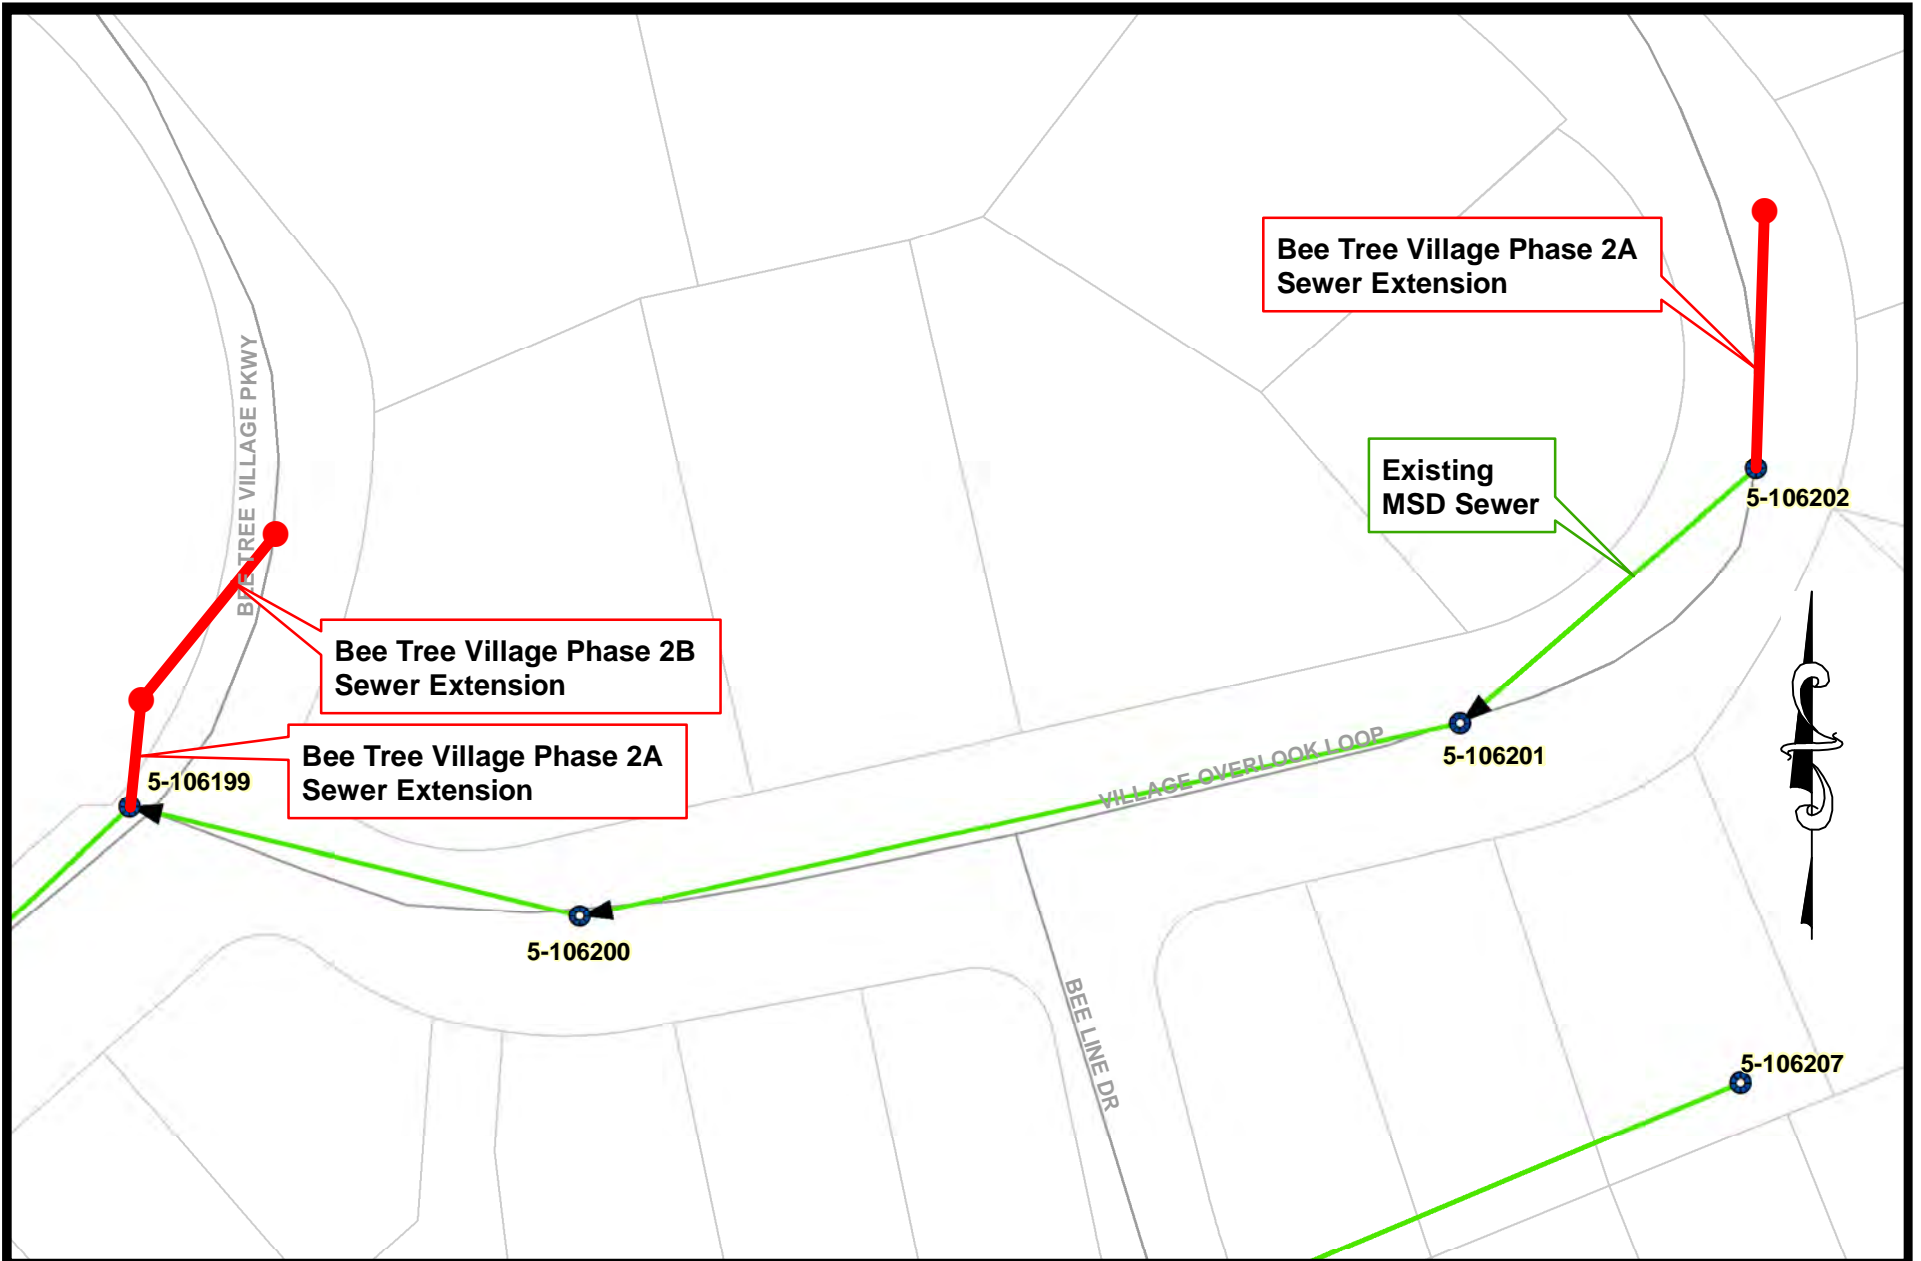 Bee Tree Village Phase 2A
Sewer Extension
BEE TREE VILLAGE PKWY
Existing
MSD Sewer
5-106202
Bee Tree Village Phase 2B
Sewer Extension
Bee Tree Village Phase 2A
Sewer Extension
5-106199
VILLAGE OVERLOOK LOOP
5-106201
5-106200
BEE LINE DR
5-106207